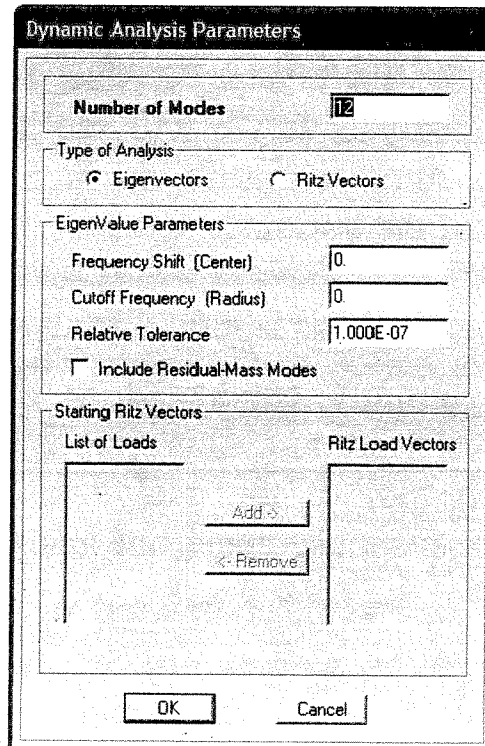 Dynamic Analysis Parameters
Number of Modes 12
Type of Analysis
Eigenvectors Ritz Vectors
EigenValue Parameters
Frequency Shift (Center) 0.
Cutoff Frequency (Radius) 0.
Relative Tolerance 1.000E-07
Include Residual-Mass Modes
Starting Ritz Vectors
List of Loads Ritz Load Vectors
Add ->
<- Remove
OK Cancel